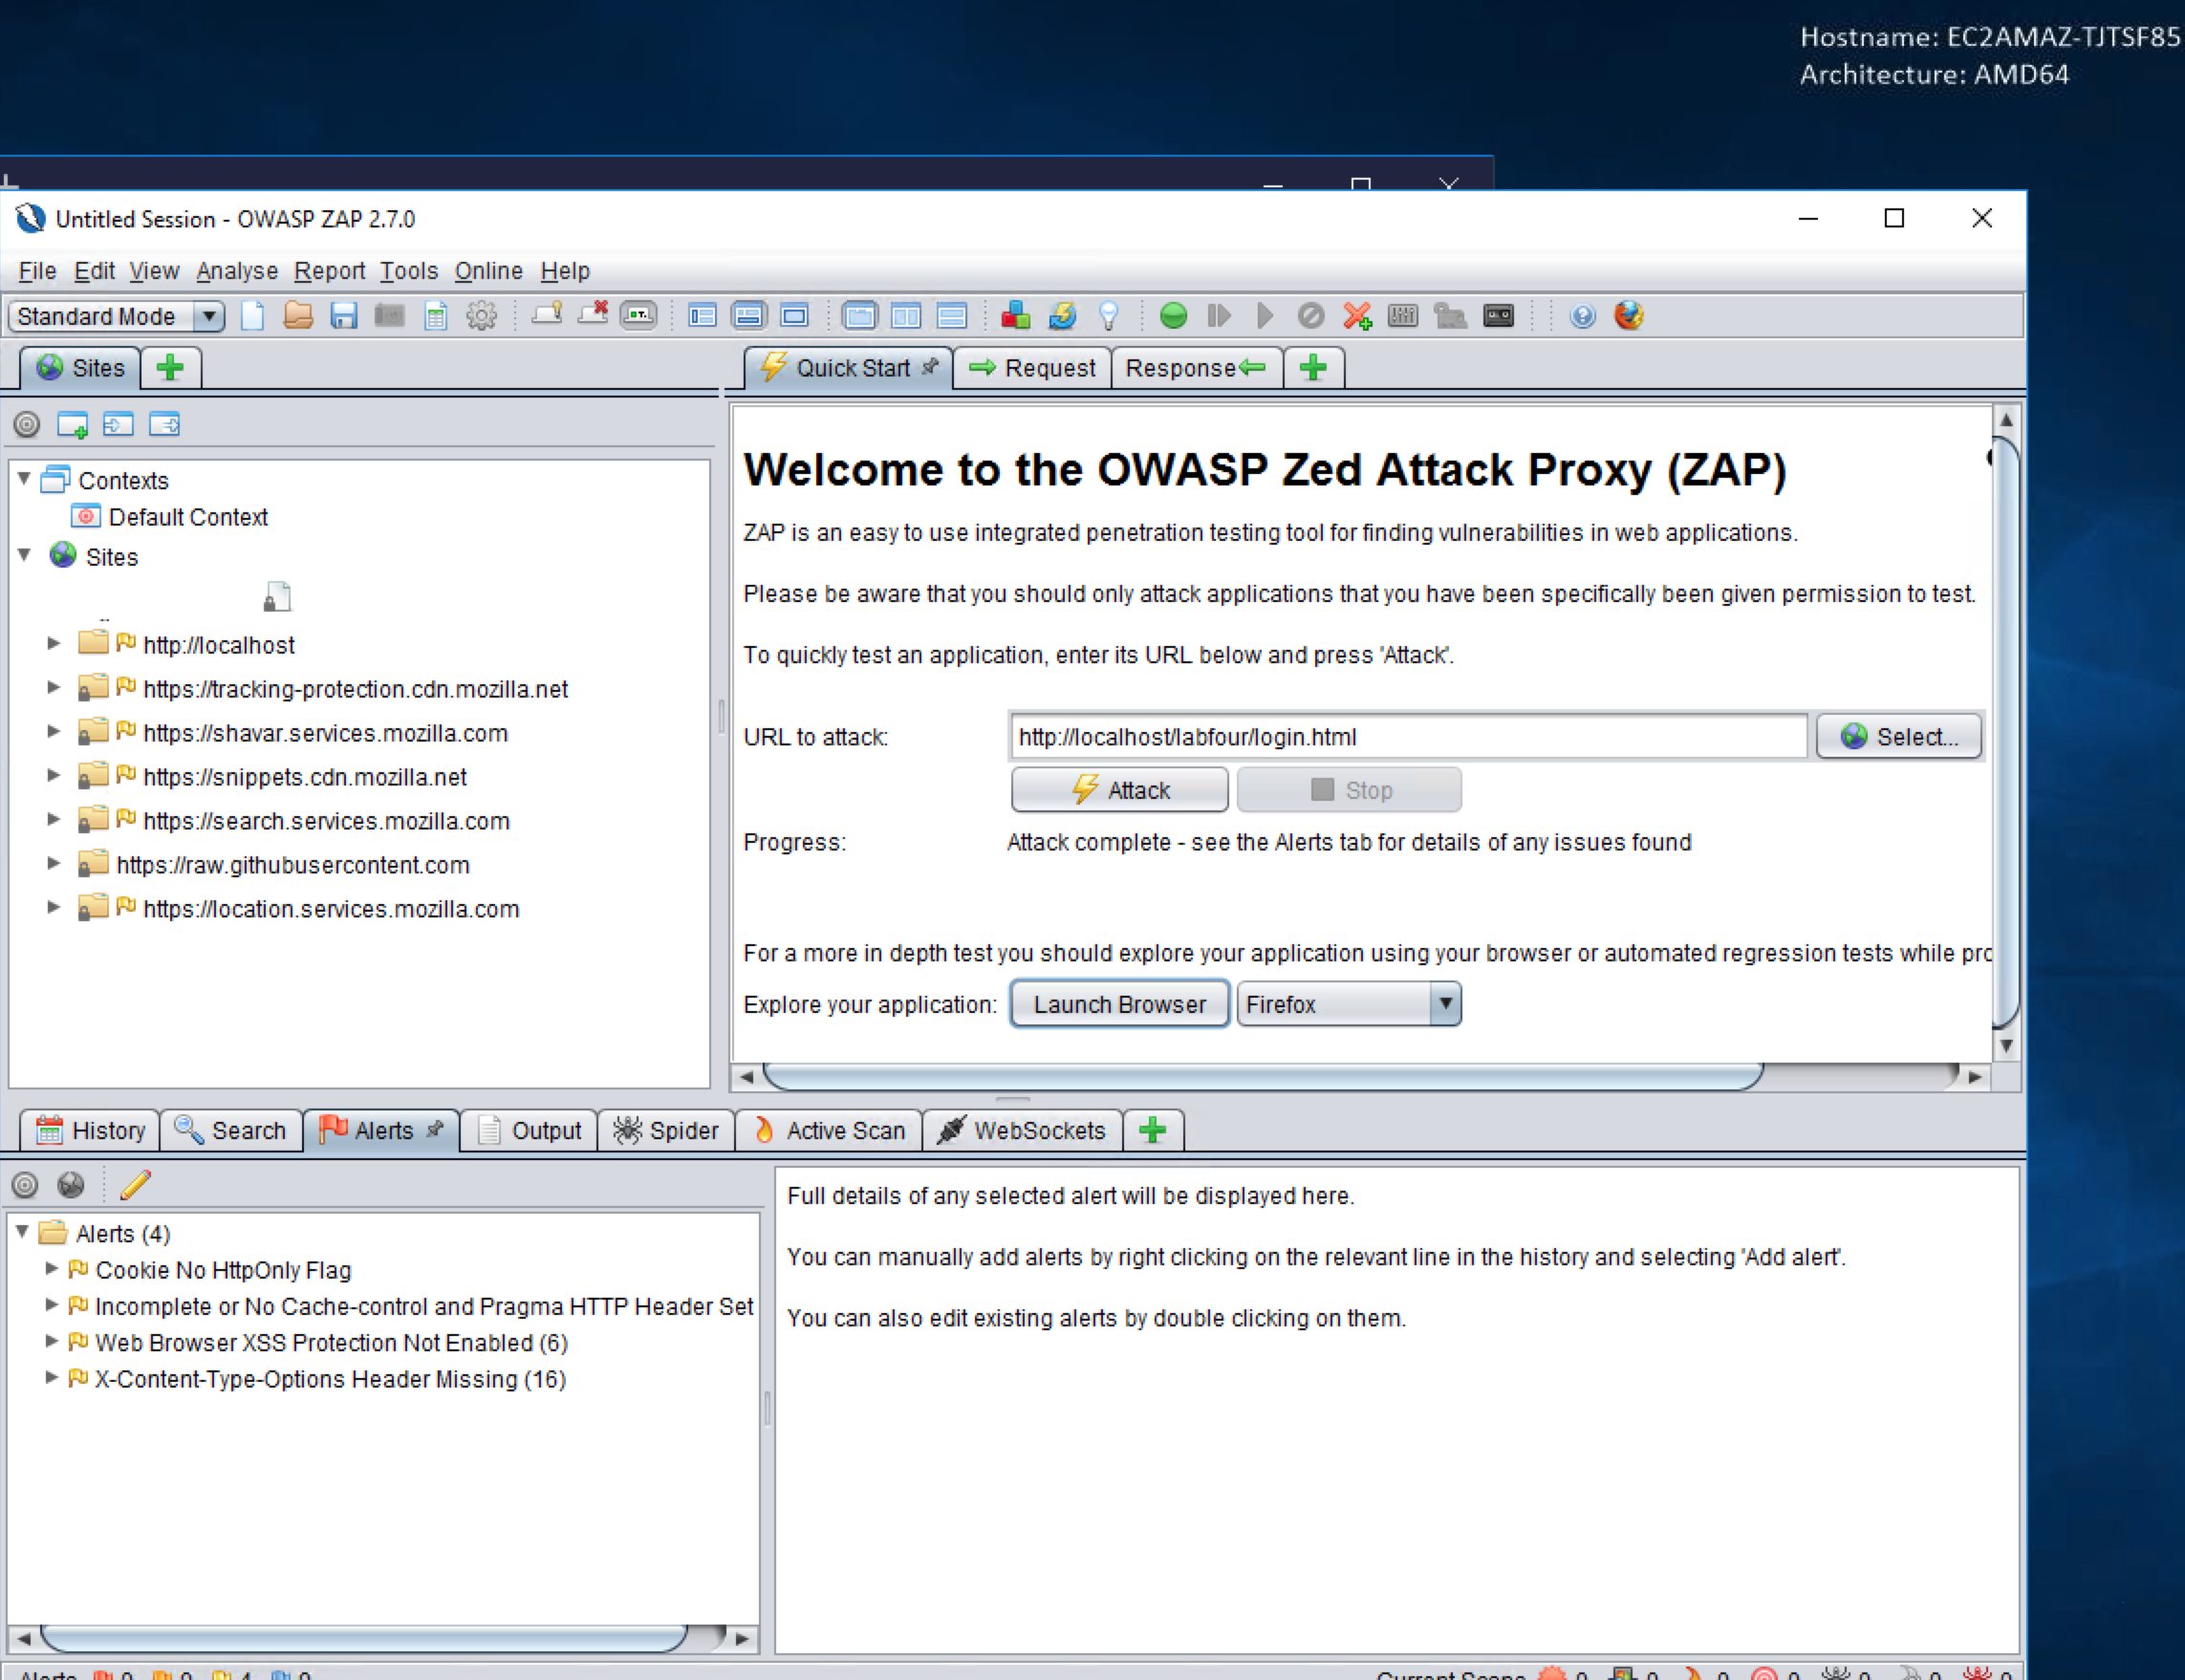 Hostname: EC2AMAZ-TJTSF85
Architecture: AMD64
Untitled Session - OWASP ZAP 2.7.0
File Edit View Analyse Report Tools Online Help
Standard Mode
Sites
Quick Start
Request
Response
Contexts
Default Context
Sites
http://localhost
https://tracking-protection.cdn.mozilla.net
https://shavar.services.mozilla.com
https://snippets.cdn.mozilla.net
https://search.services.mozilla.com
https://raw.githubusercontent.com
https://location.services.mozilla.com
Welcome to the OWASP Zed Attack Proxy (ZAP)
ZAP is an easy to use integrated penetration testing tool for finding vulnerabilities in web applications.
Please be aware that you should only attack applications that you have been specifically been given permission to test.
To quickly test an application, enter its URL below and press 'Attack'.
URL to attack: http://localhost/labfour/login.html Select...
Attack Stop
Progress: Attack complete - see the Alerts tab for details of any issues found
For a more in depth test you should explore your application using your browser or automated regression tests while pro
Explore your application: Launch Browser Firefox
History Search Alerts Output Spider Active Scan WebSockets
Alerts (4)
Cookie No HttpOnly Flag
Incomplete or No Cache-control and Pragma HTTP Header Set
Web Browser XSS Protection Not Enabled (6)
X-Content-Type-Options Header Missing (16)
Full details of any selected alert will be displayed here.
You can manually add alerts by right clicking on the relevant line in the history and selecting 'Add alert'.
You can also edit existing alerts by double clicking on them.
Alerts 0 0 4 0 Current Scans 0 0 0 0 0 0 0